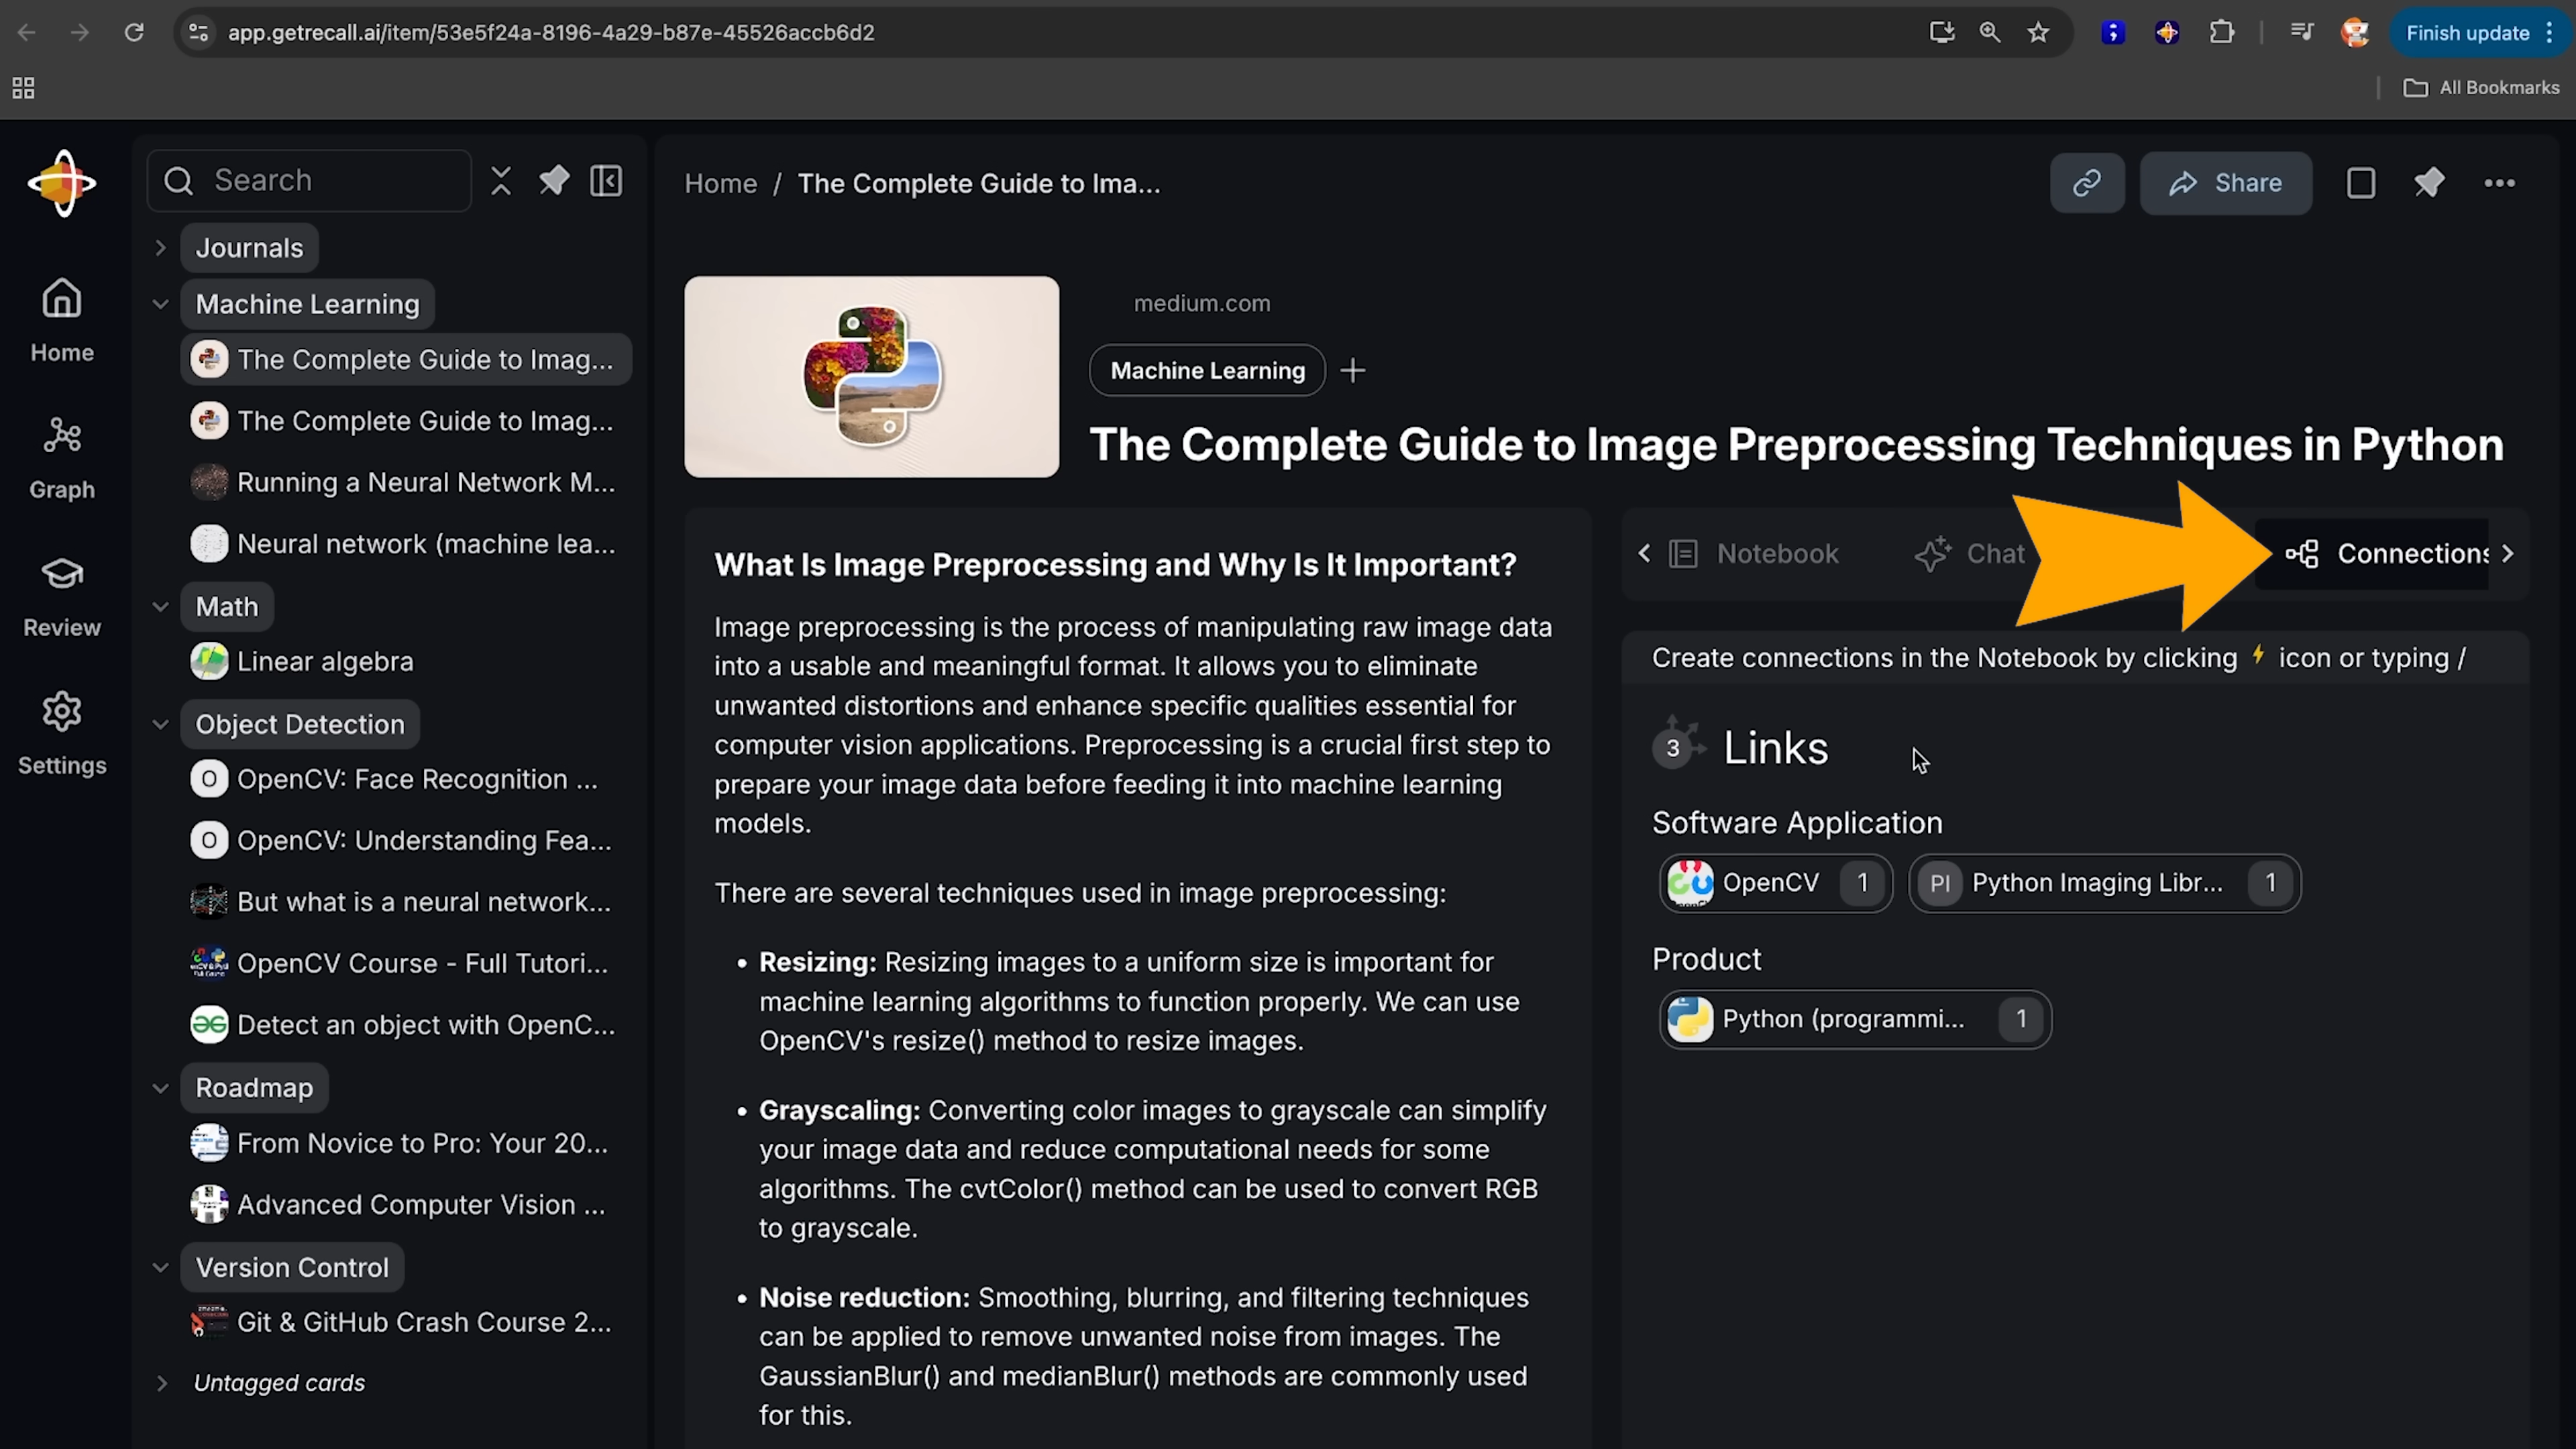 app.getrecall.ai/item/53e5f24a-8196-4a29-b87e-45526accb6d2
Finish update
All Bookmarks
Home
Graph
Review
Settings
Search
Journals
Machine Learning
The Complete Guide to Imag...
The Complete Guide to Imag...
Running a Neural Network M...
Neural network (machine lea...
Math
Linear algebra
Object Detection
O OpenCV: Face Recognition ...
O OpenCV: Understanding Fea...
But what is a neural network...
OpenCV Course - Full Tutori...
Detect an object with OpenC...
Roadmap
From Novice to Pro: Your 20...
Advanced Computer Vision ...
Version Control
Git & GitHub Crash Course 2...
Untagged cards
Home / The Complete Guide to Ima...
Share
medium.com
Machine Learning
The Complete Guide to Image Preprocessing Techniques in Python
What Is Image Preprocessing and Why Is It Important?
Image preprocessing is the process of manipulating raw image data
into a usable and meaningful format. It allows you to eliminate
unwanted distortions and enhance specific qualities essential for
computer vision applications. Preprocessing is a crucial first step to
prepare your image data before feeding it into machine learning
models.
There are several techniques used in image preprocessing:
• Resizing: Resizing images to a uniform size is important for
machine learning algorithms to function properly. We can use
OpenCV's resize() method to resize images.
• Grayscaling: Converting color images to grayscale can simplify
your image data and reduce computational needs for some
algorithms. The cvtColor() method can be used to convert RGB
to grayscale.
• Noise reduction: Smoothing, blurring, and filtering techniques
can be applied to remove unwanted noise from images. The
GaussianBlur() and medianBlur() methods are commonly used
for this.
Notebook
Chat
Connections
Create connections in the Notebook by clicking icon or typing /
3 Links
Software Application
OpenCV 1
PI Python Imaging Libr... 1
Product
Python (programmi... 1